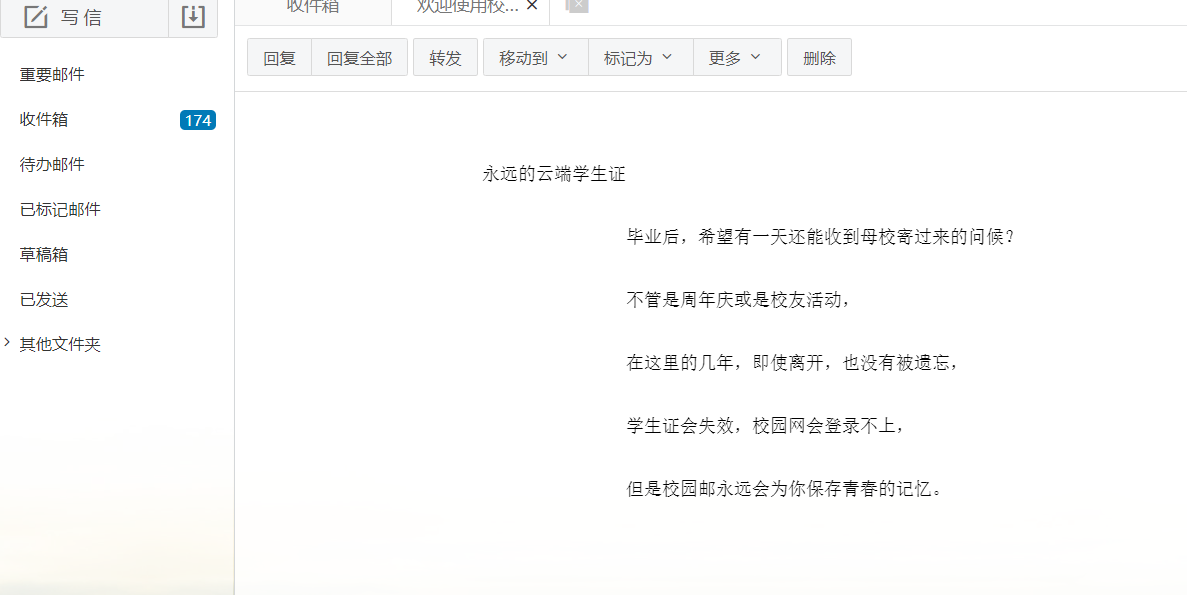 写信
收件箱
欢迎使用校...
回复
回复全部
转发
移动到
标记为
更多
删除
重要邮件
收件箱 174
待办邮件
已标记邮件
草稿箱
已发送
其他文件夹
永远的云端学生证
毕业后，希望有一天还能收到母校寄过来的问候？
不管是周年庆或是校友活动，
在这里的几年，即使离开，也没有被遗忘，
学生证会失效，校园网会登录不上，
但是校园邮永远会为你保存青春的记忆。